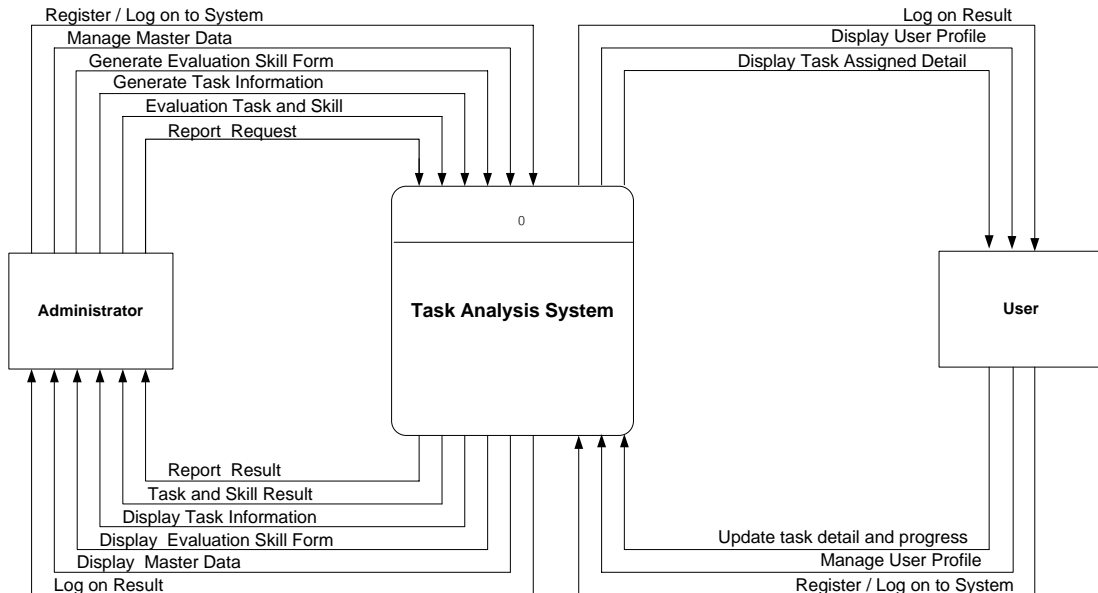 Register / Log on to System
Manage Master Data
Generate Evaluation Skill Form
Generate Task Information
Evaluation Task and Skill
Report Request
Log on Result
Display User Profile
Display Task Assigned Detail
0
Administrator
Task Analysis System
User
Report Result
Task and Skill Result
Display Task Information
Display Evaluation Skill Form
Display Master Data
Log on Result
Update task detail and progress
Manage User Profile
Register / Log on to System